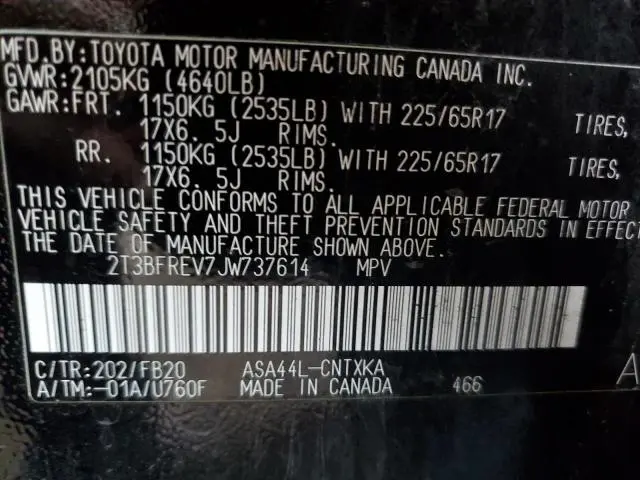 MFD.BY:TOYOTA MOTOR MANUFACTURING CANADA INC.
GVWR:2105KG (4640LB)
GAWR:FRT. 1150KG (2535LB) WITH 225/65R17 TIRES,
17X6. 5J RIMS.
RR. 1150KG (2535LB) WITH 225/65R17 TIRES,
17X6. 5J RIMS.
THIS VEHICLE CONFORMS TO ALL APPLICABLE FEDERAL MOTOR
VEHICLE SAFETY AND THEFT PREVENTION STANDARDS IN EFFECT
THE DATE OF MANUFACTURE SHOWN ABOVE.
2T3BFREV7JW737614 MPV
C/TR:202/FB20 ASA44L-CNTXKA
A/TM:-01A/U760F MADE IN CANADA 466 A